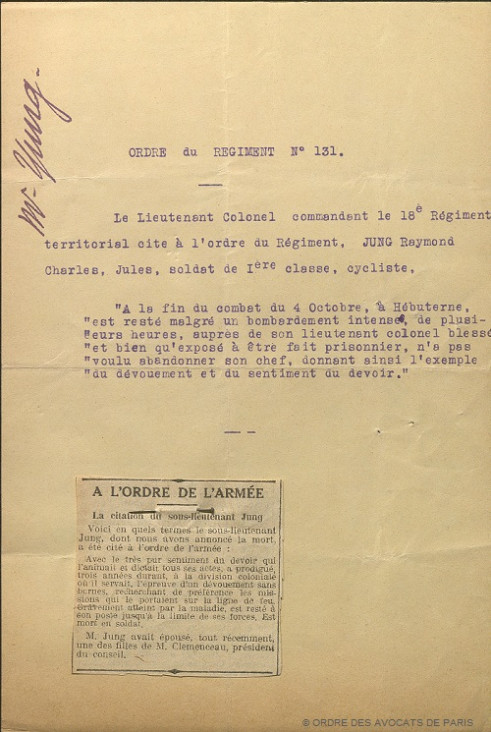 Mr Jung.
ORDRE du REGIMENT N° 131.
Le Lieutenant Colonel commandant le 18è Régiment
territorial cite à l'ordre du Régiment, JUNG Raymond
Charles, Jules, soldat de Ière classe, cycliste,
"A la fin du combat du 4 Octobre, à Hébuterne,
"est resté malgré un bombardement intense, de plusi-
"eurs heures, auprès de son lieutenant colonel blessé
"et bien qu'exposé à être fait prisonnier, n's pas
"voulu abandonner son chef, donnant ainsi l'exemple
"du dévouement et du sentiment du devoir."
A L'ORDRE DE L'ARMÉE
La citation du sous-lieutenant Jung
Voici en quels termes le sous-lieutenant
Jung, dont nous avons annoncé la mort,
a été cité à l'ordre de l'armée :
Avec le très pur sentiment du devoir qui
l'animait et dictait tous ses actes, a prodigué,
trois années durant, à la division coloniale
où il servait, l'épreuve d'un dévouement sans
bornes, recherchant de préférence les mis-
sions qui le portaient sur la ligne de feu.
Gravement atteint par la maladie, est resté à
son poste jusqu'à la limite de ses forces. Est
mort en soldat.
M. Jung avait épousé, tout récemment,
une des filles de M. Clemenceau, président
du conseil.
© ORDRE DES AVOCATS DE PARIS